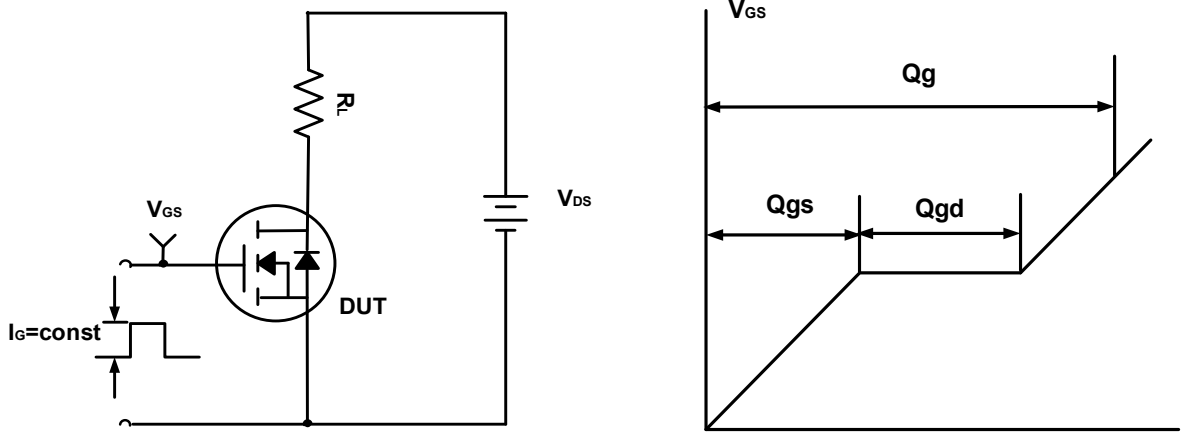 RL
VDS
VGS
DUT
IG=const
VGS
Qg
Qgs
Qgd